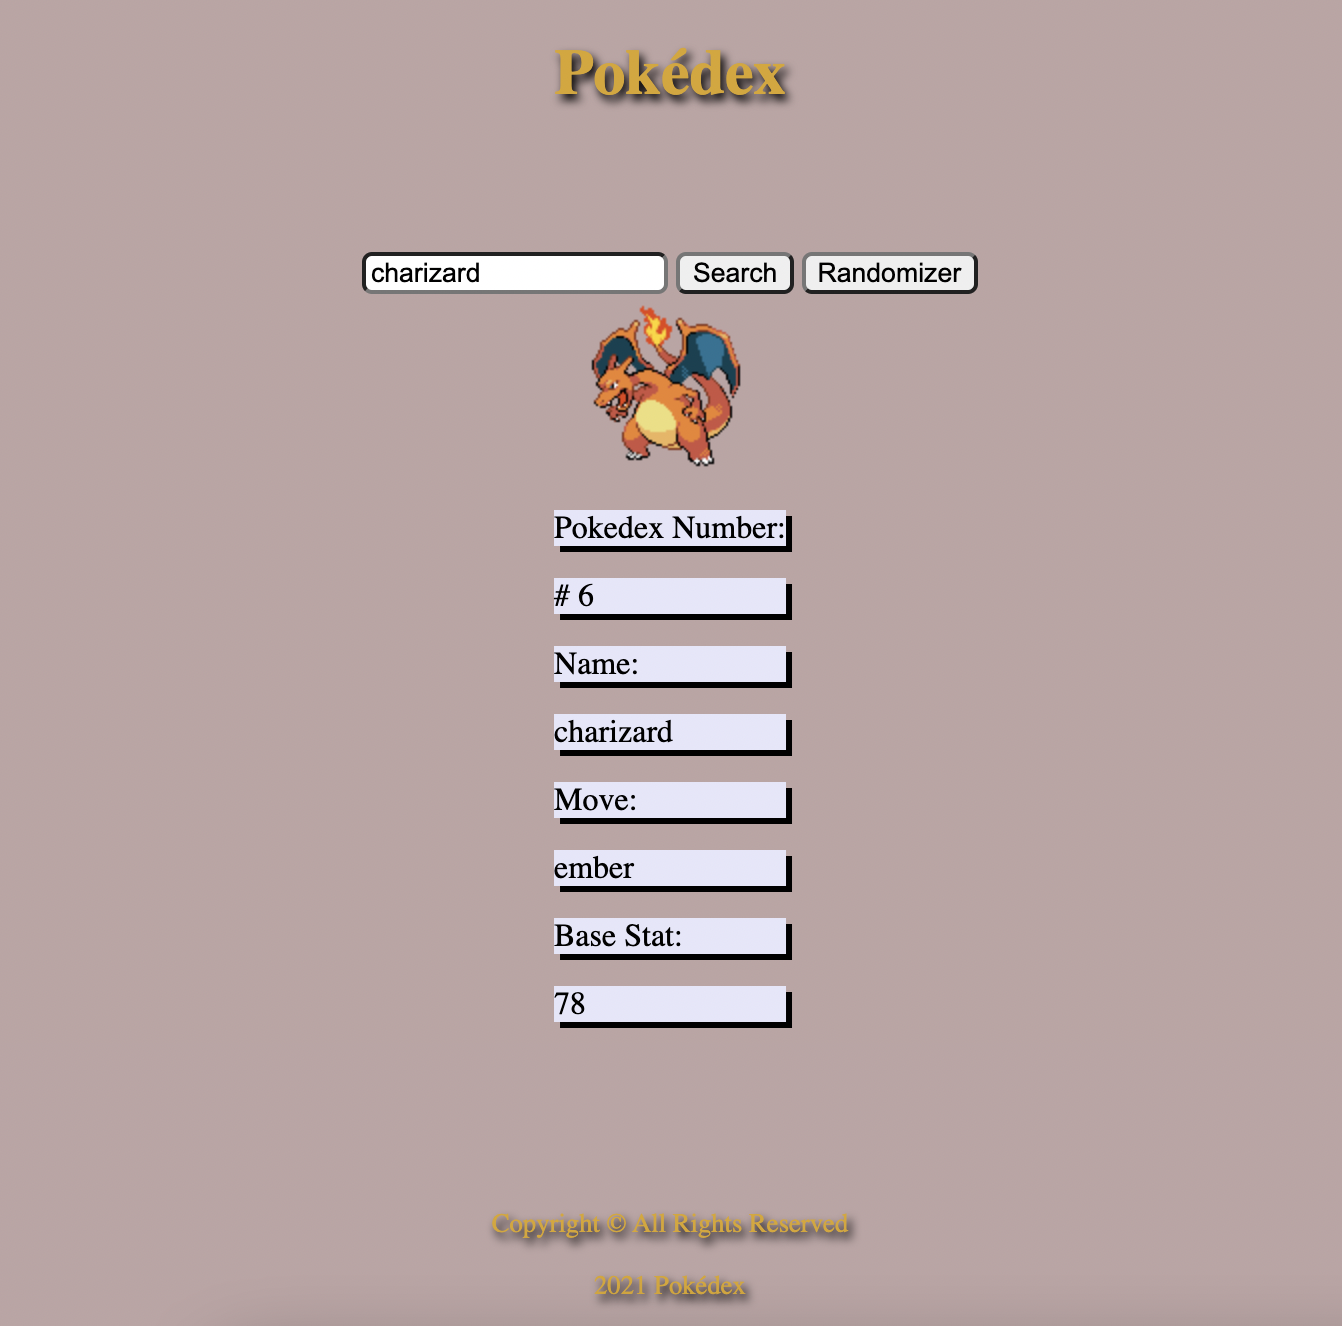 Pokédex
charizard Search Randomizer
Pokedex Number:
# 6
Name:
charizard
Move:
ember
Base Stat:
78
Copyright © All Rights Reserved
2021 Pokédex